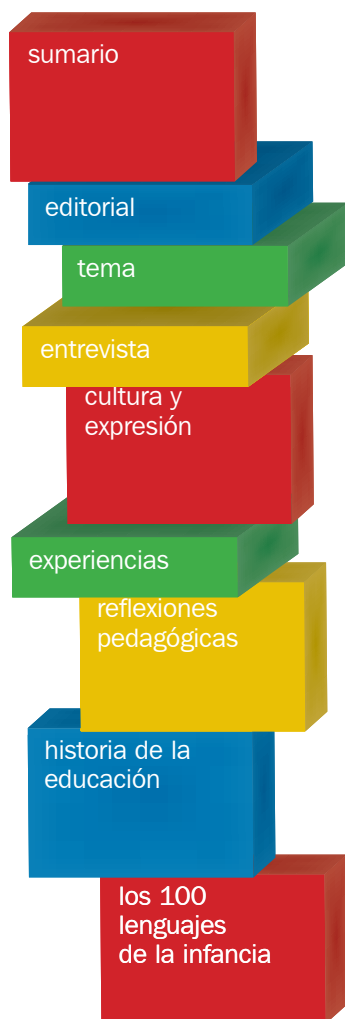 sumario
editorial
tema
entrevista
cultura y
expresión
experiencias
reflexiones
pedagógicas
historia de la
educación
los 100
lenguajes
de la infancia